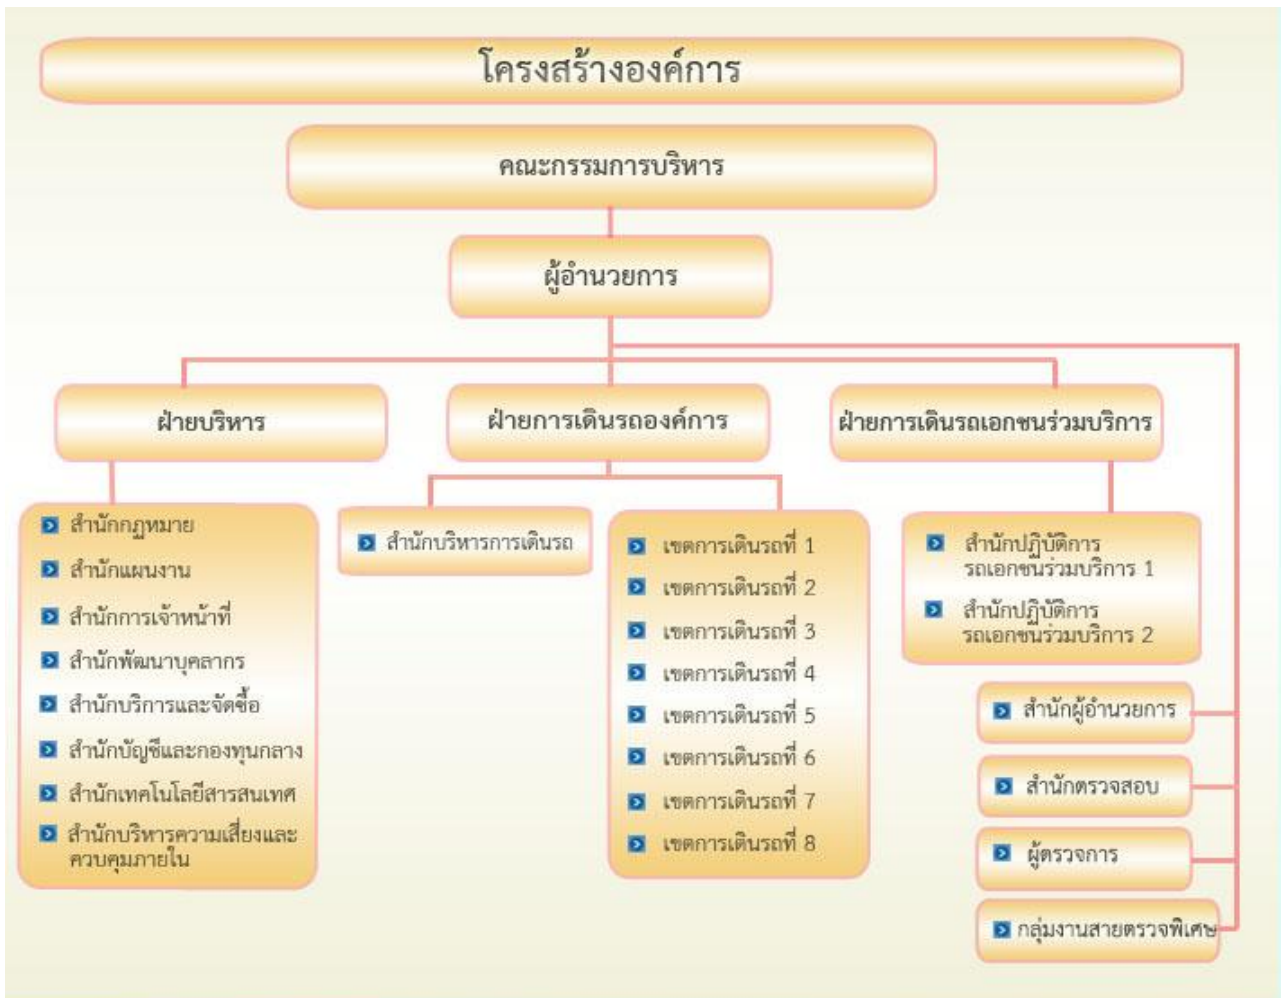 โครงสร้างองค์การ
คณะกรรมการบริหาร
ผู้อำนวยการ
ฝ่ายบริหาร
ฝ่ายการเดินรถองค์การ
ฝ่ายการเดินรถเอกชนร่วมบริการ
สำนักกฎหมาย
สำนักแผนงาน
สำนักการเจ้าหน้าที่
สำนักพัฒนาบุคลากร
สำนักบริการและจัดซื้อ
สำนักบัญชีและกองทุนกลาง
สำนักเทคโนโลยีสารสนเทศ
สำนักบริหารความเสี่ยงและ
ควบคุมภายใน
สำนักบริหารการเดินรถ
เขตการเดินรถที่ 1
เขตการเดินรถที่ 2
เขตการเดินรถที่ 3
เขตการเดินรถที่ 4
เขตการเดินรถที่ 5
เขตการเดินรถที่ 6
เขตการเดินรถที่ 7
เขตการเดินรถที่ 8
สำนักปฏิบัติการ
รถเอกชนร่วมบริการ 1
สำนักปฏิบัติการ
รถเอกชนร่วมบริการ 2
สำนักผู้อำนวยการ
สำนักตรวจสอบ
ผู้ตรวจการ
กลุ่มงานสายตรวจพิเศษ